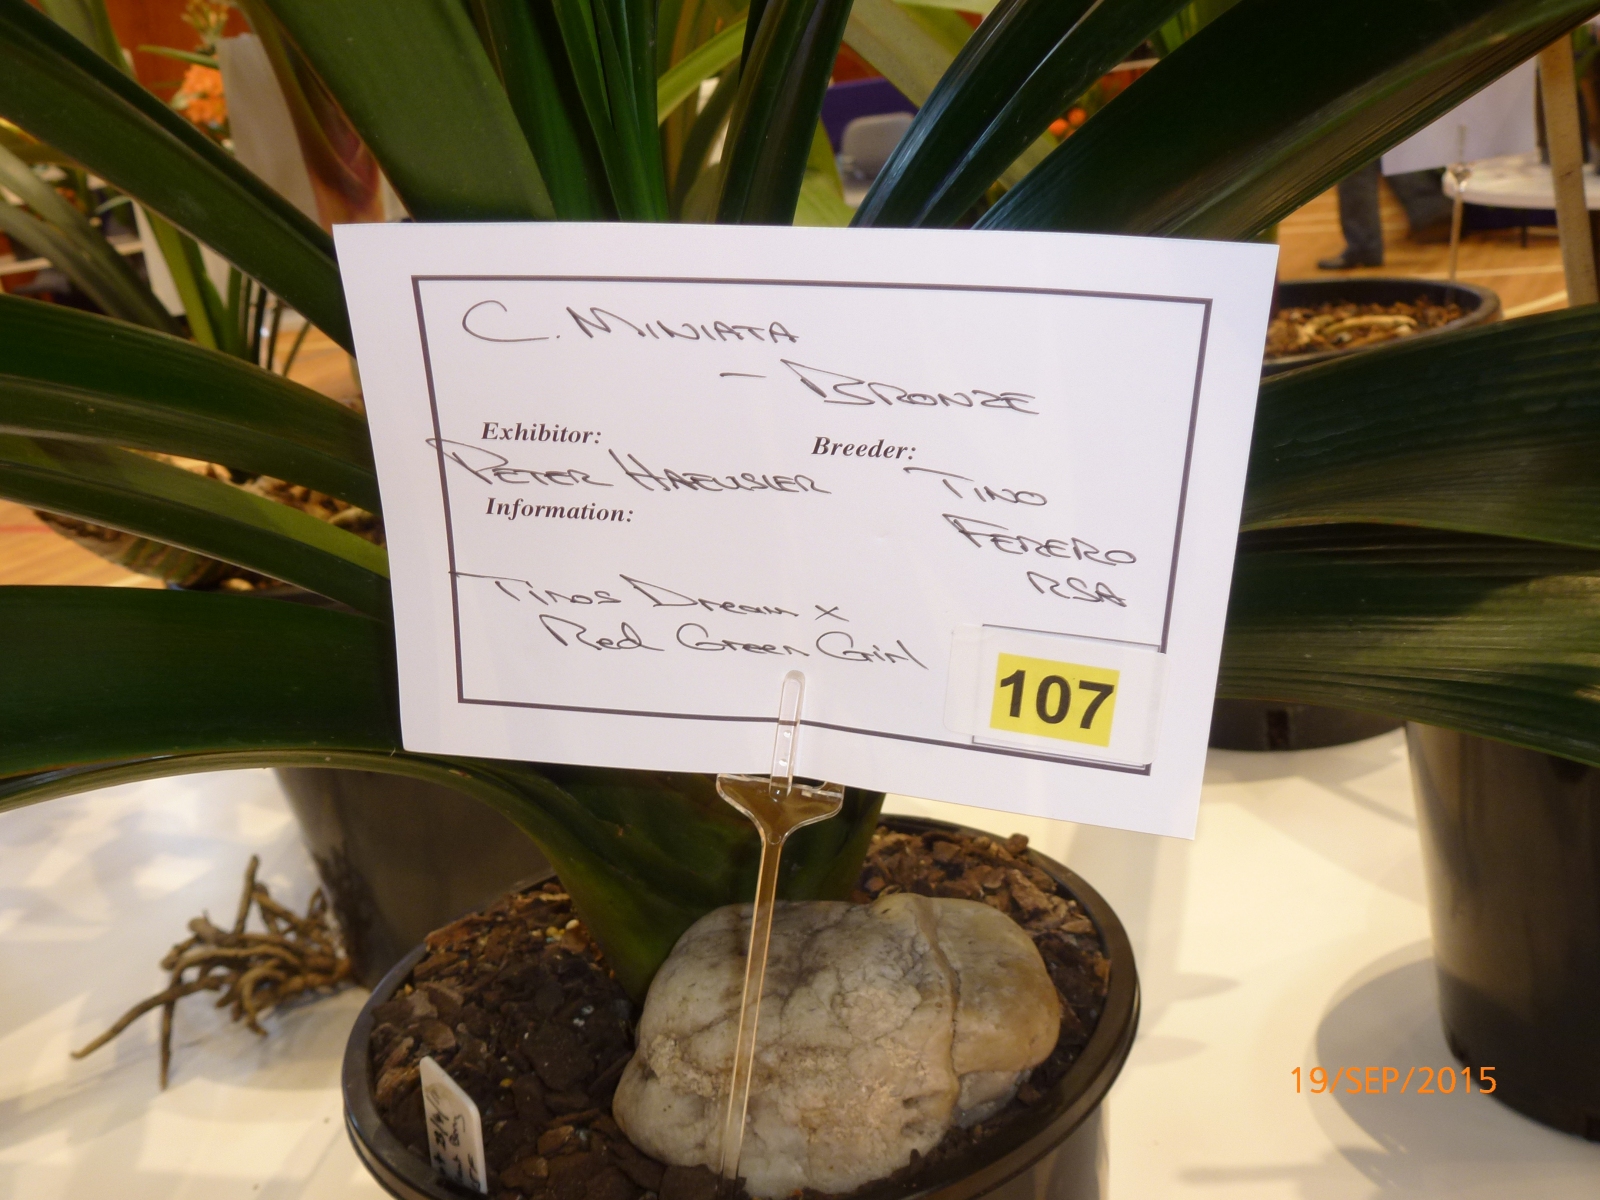 C. MINIATA
- BRONZE
Exhibitor:
PETER HAEUSLER
Breeder:
TINO
FERERO
RSA
Information:
Tinos Dream x
Red Green Girl
107
19/SEP/2015